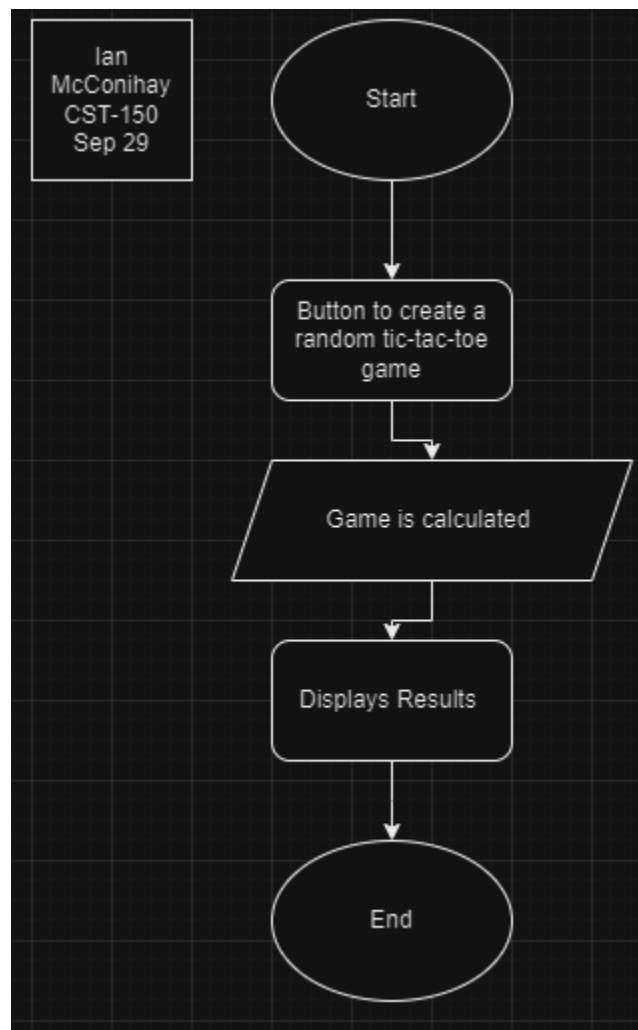 Ian
McConihay
CST-150
Sep 29
Start
Button to create a
random tic-tac-toe
game
Game is calculated
Displays Results
End